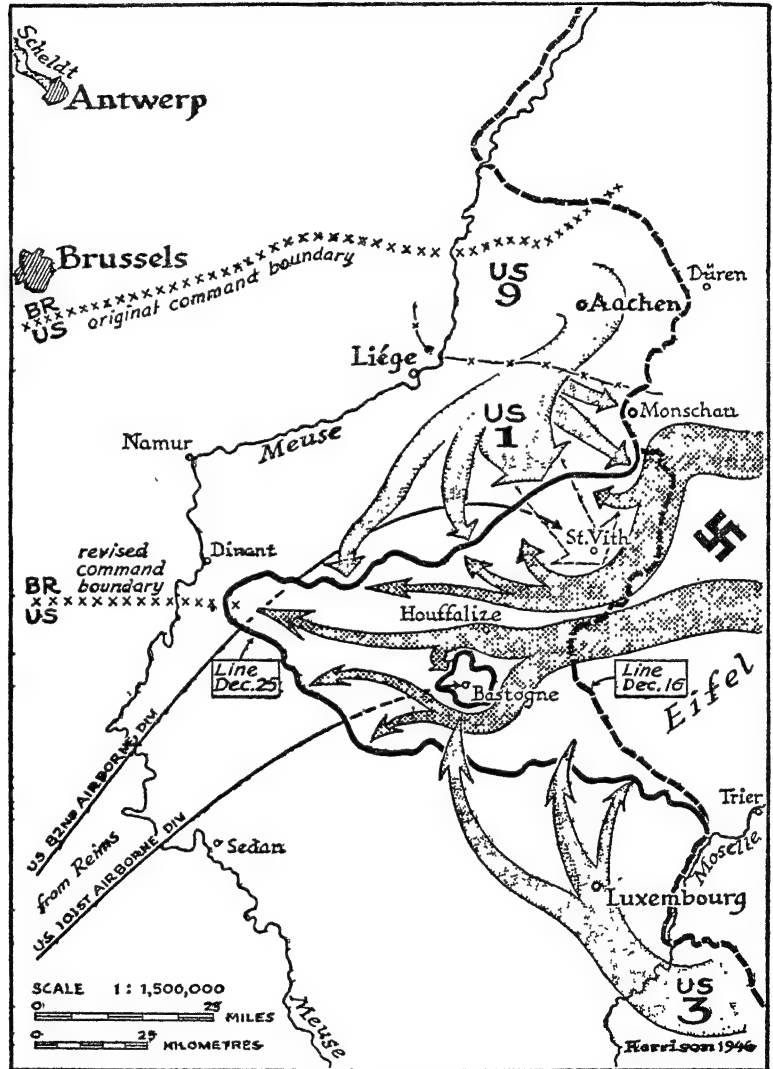 Scheldt
Antwerp
Brussels
BR
US
original command boundary
US
9
Düren
Aachen
Liége
US
1
Monschau
Namur
Meuse
St.Vith
Dinant
revised
command
boundary
BR
US
Houffalize
Line
Dec.25
Bastogne
Line
Dec.16
Eifel
Trier
Moselle
US 82ND AIRBORNE DIV
from Reims
US 101ST AIRBORNE DIV
Sedan
Luxembourg
US
3
Meuse
SCALE 1:1,500,000
0 25
MILES
0 25
KILOMETRES
Harrison 1946